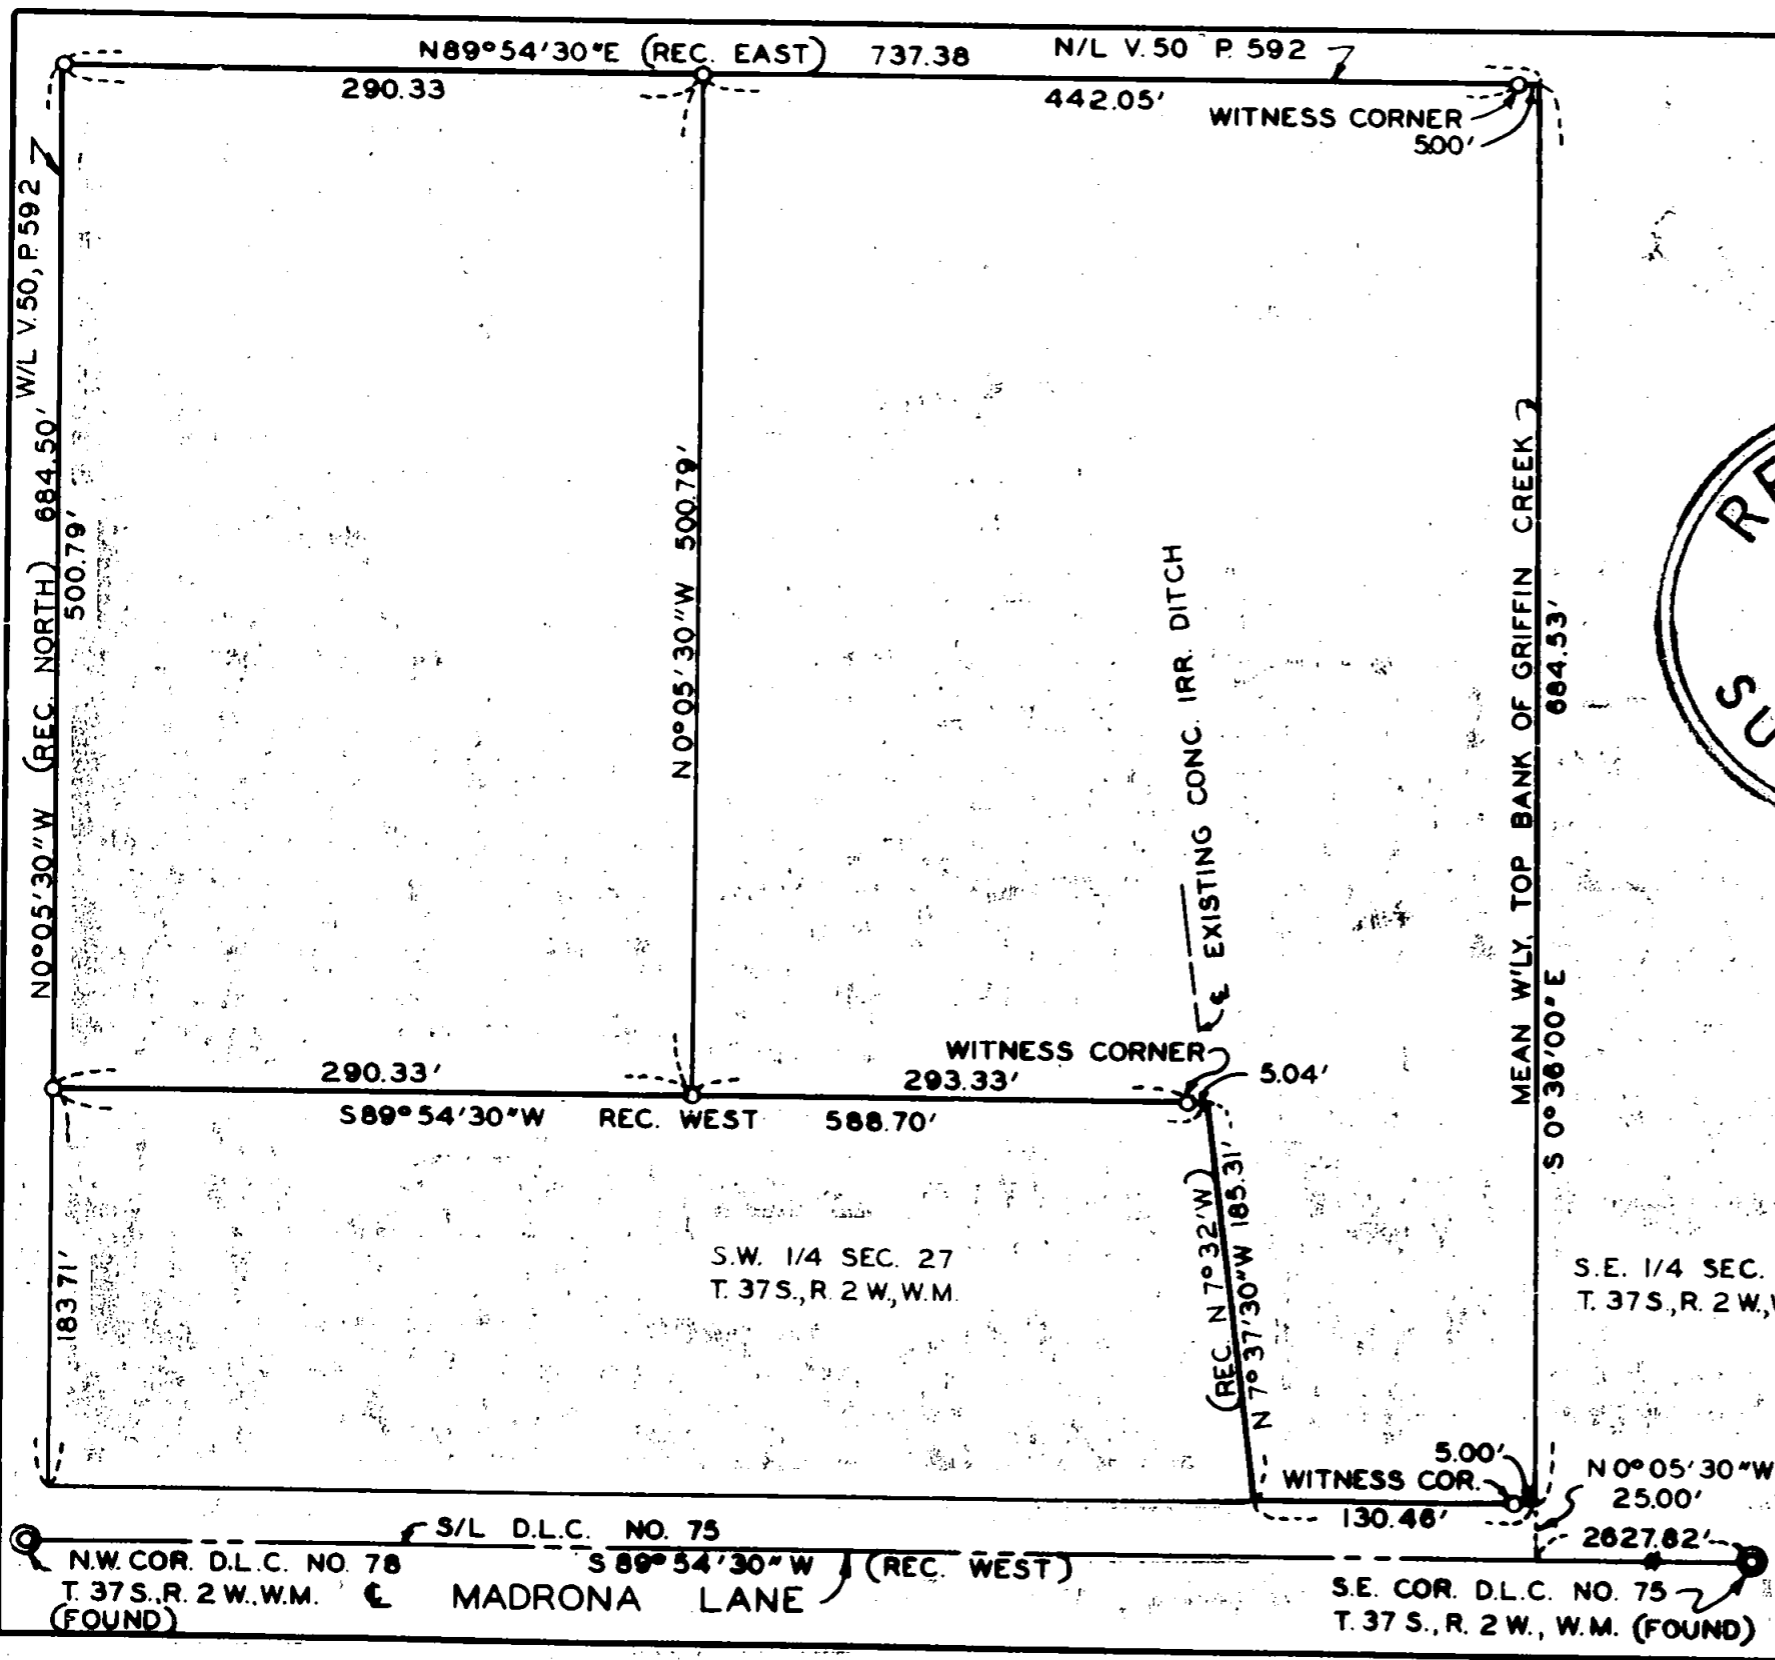 N89°54'30"E (REC. EAST) 737.38
N/L V.50 P. 592
290.33
442.05'
WITNESS CORNER
5.00'
W/L V.50, P.592
N0°05'30"W (REC. NORTH) 684.50'
500.79'
N 0°05'30"W 500.79'
EXISTING CONC. IRR. DITCH
MEAN W'LY. TOP BANK OF GRIFFIN CREEK
684.53'
S 0°36'00"E
RE
SU
WITNESS CORNER
290.33'
293.33'
5.04'
S89°54'30"W REC. WEST 588.70'
183.71'
S.W. 1/4 SEC. 27
T. 37 S., R. 2 W., W.M.
(REC. N 7°32'W)
N 7°37'30"W 185.31'
S.E. 1/4 SEC.
T. 37 S., R. 2 W.,
5.00'
WITNESS COR.
130.46'
N 0°05'30"W
25.00'
2627.82'
S/L D.L.C. NO. 75
S 89°54'30"W (REC. WEST)
N.W. COR. D.L.C. NO. 78
T. 37 S., R. 2 W., W.M.
(FOUND)
℄ MADRONA LANE
S.E. COR. D.L.C. NO. 75
T. 37 S., R. 2 W., W.M. (FOUND)